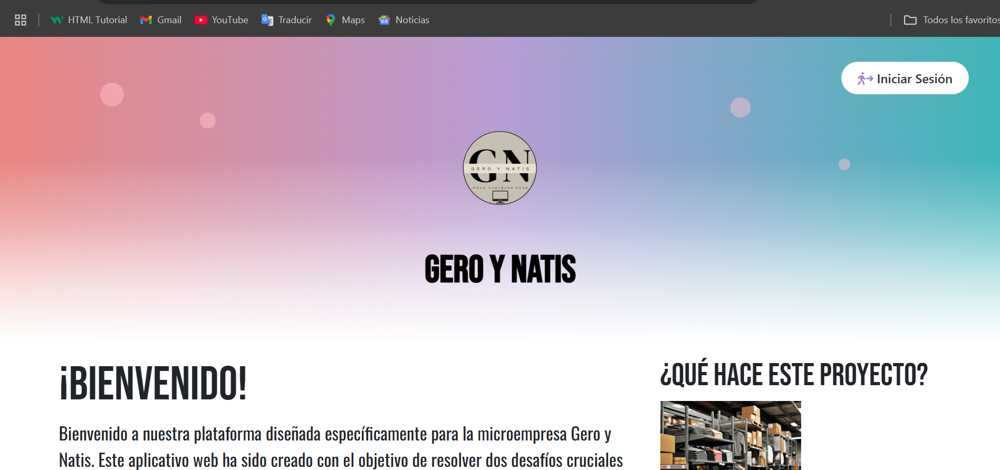 HTML Tutorial
Gmail
YouTube
Traducir
Maps
Noticias
Todos los favoritos
Iniciar Sesión
GN
GERO Y NATIS
MODA CUALQUER EDAD
GERO Y NATIS
¡BIENVENIDO!
¿QUÉ HACE ESTE PROYECTO?
Bienvenido a nuestra plataforma diseñada específicamente para la microempresa Gero y
Natis. Este aplicativo web ha sido creado con el objetivo de resolver dos desafíos cruciales